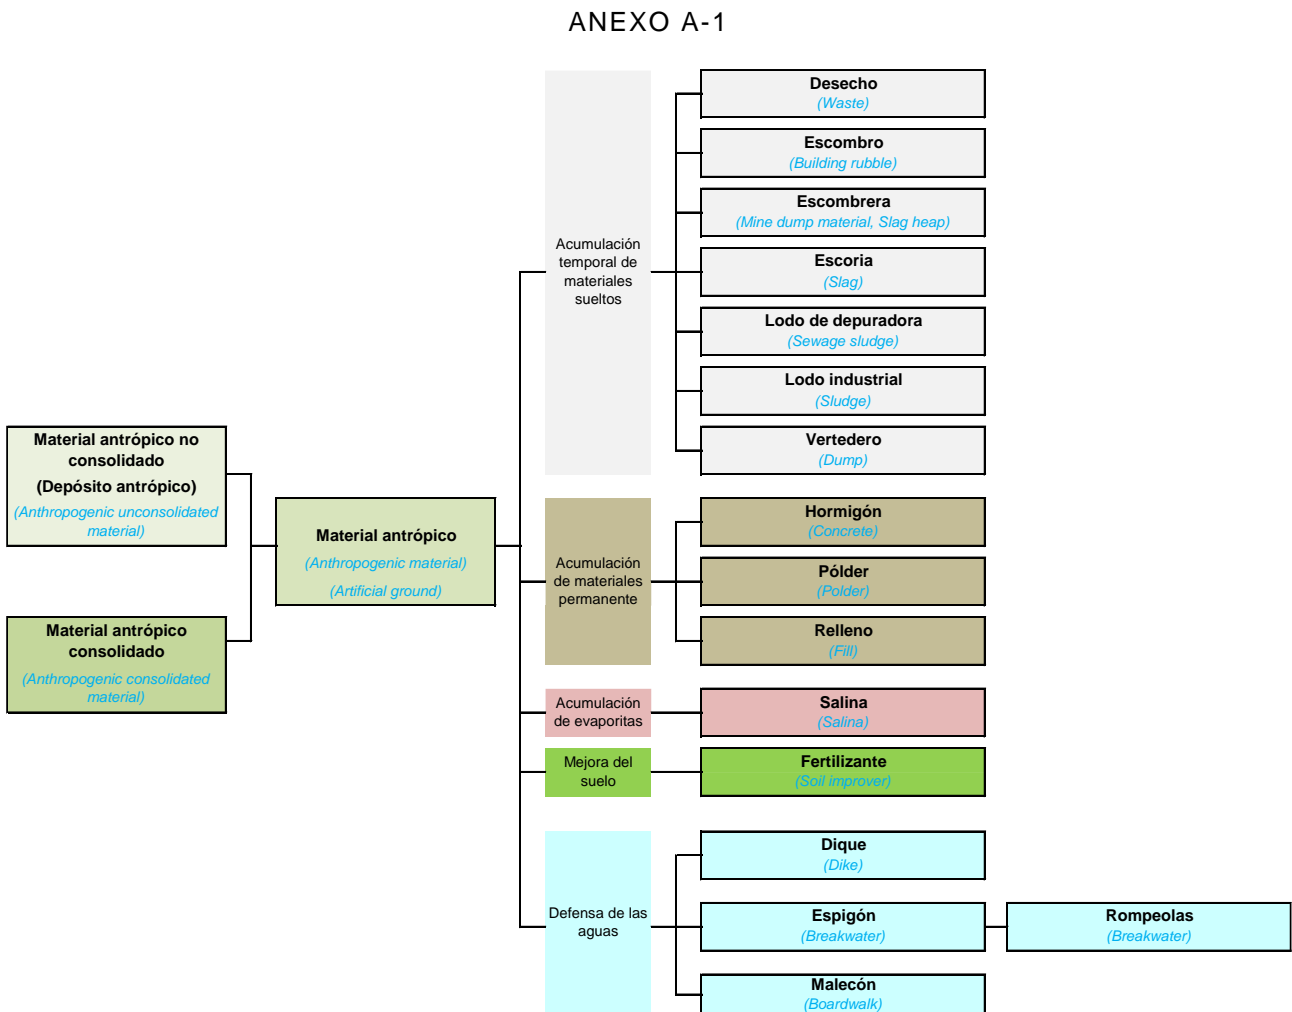 ANEXO A-1
Desecho
(Waste)
Escombro
(Building rubble)
Escombrera
(Mine dump material, Slag heap)
Acumulación
temporal de
materiales
sueltos
Escoria
(Slag)
Lodo de depuradora
(Sewage sludge)
Lodo industrial
(Sludge)
Vertedero
(Dump)
Material antrópico no
consolidado
(Depósito antrópico)
(Anthropogenic unconsolidated
material)
Material antrópico
(Anthropogenic material)
(Artificial ground)
Material antrópico
consolidado
(Anthropogenic consolidated
material)
Acumulación
de materiales
permanente
Hormigón
(Concrete)
Pólder
(Polder)
Relleno
(Fill)
Acumulación
de evaporitas
Salina
(Salina)
Mejora del
suelo
Fertilizante
(Soil improver)
Defensa de las
aguas
Dique
(Dike)
Espigón
(Breakwater)
Rompeolas
(Breakwater)
Malecón
(Boardwalk)